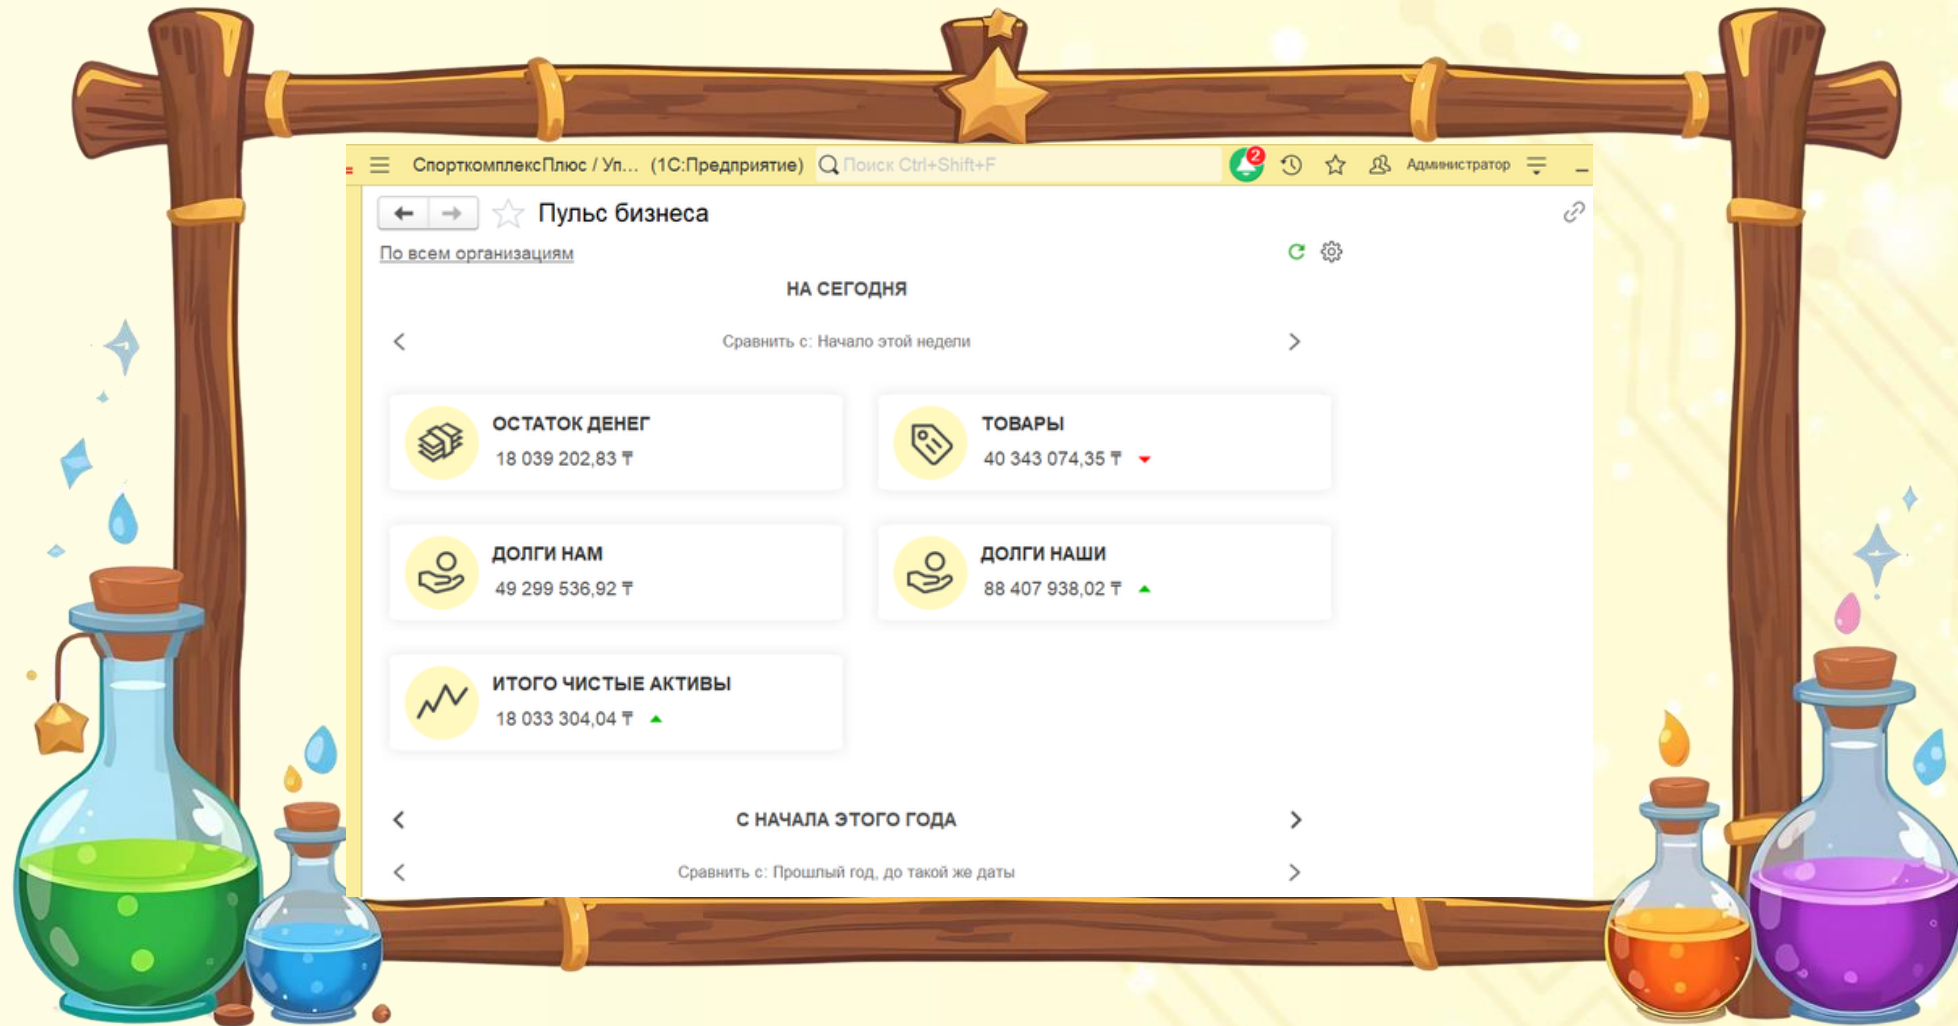 СпорткомплексПлюс / Уп... (1С:Предприятие) Поиск Ctrl+Shift+F 2 Администратор
Пульс бизнеса
По всем организациям
НА СЕГОДНЯ
Сравнить с: Начало этой недели
ОСТАТОК ДЕНЕГ
18 039 202,83 ₸
ТОВАРЫ
40 343 074,35 ₸
ДОЛГИ НАМ
49 299 536,92 ₸
ДОЛГИ НАШИ
88 407 938,02 ₸
ИТОГО ЧИСТЫЕ АКТИВЫ
18 033 304,04 ₸
С НАЧАЛА ЭТОГО ГОДА
Сравнить с: Прошлый год, до такой же даты